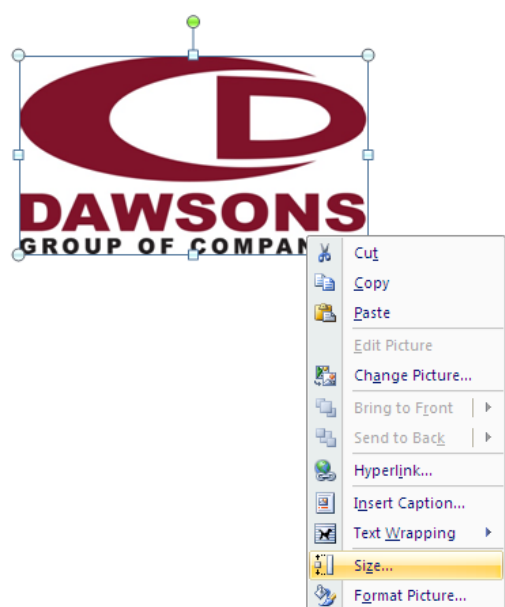 DAWSONS
GROUP OF
Cut
Copy
Paste
Edit Picture
Change Picture...
Bring to Front
Send to Back
Hyperlink...
Insert Caption...
Text Wrapping
Size...
Format Picture...